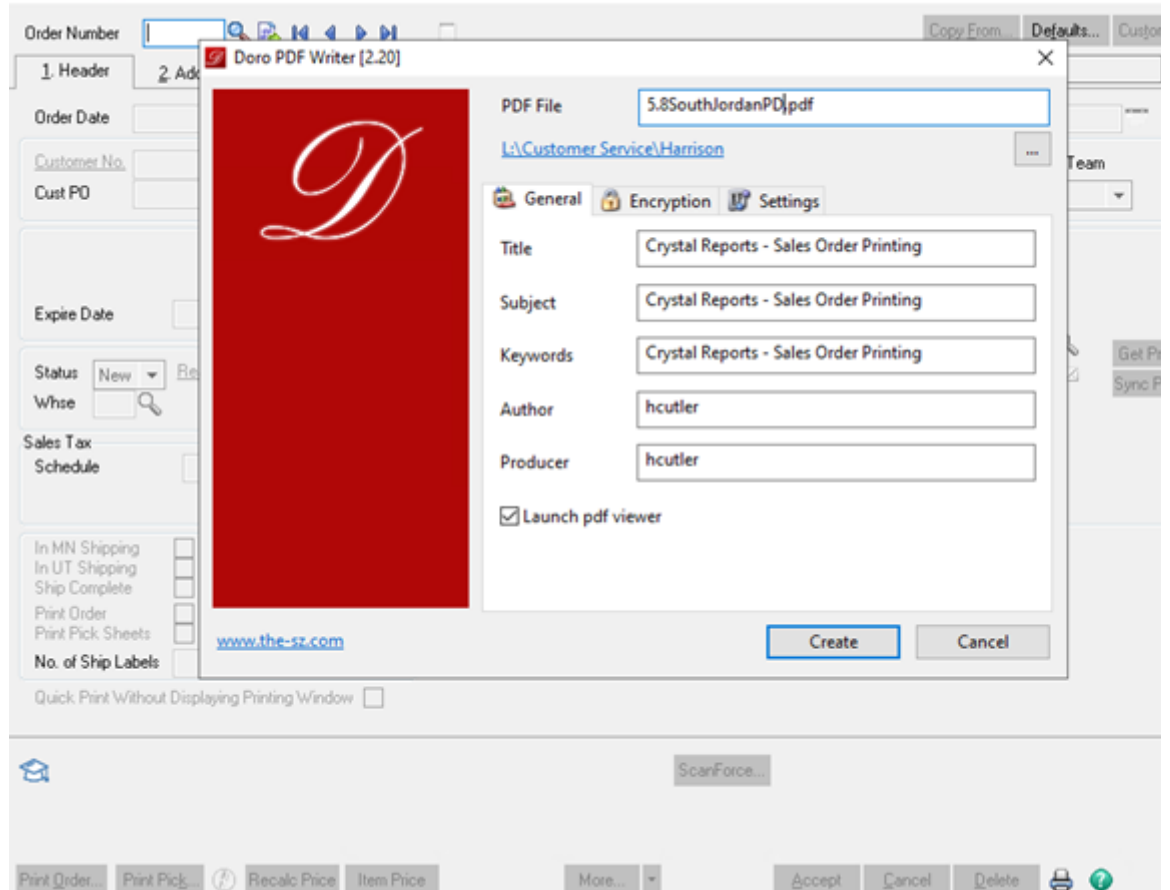 Order Number
Copy From... Defaults... Custo
Doro PDF Writer [2.20]
1. Header 2. Add
PDF File 5.8SouthJordanPD.pdf
Order Date
L:\Customer Service\Harrison ...
Customer No. Team
Cust PO
General Encryption Settings
Title Crystal Reports - Sales Order Printing
Subject Crystal Reports - Sales Order Printing
Expire Date
Keywords Crystal Reports - Sales Order Printing
Get Pr
Status New Re
Sync P
Whse
Author hcutler
Sales Tax
Schedule
Producer hcutler
Launch pdf viewer
In MN Shipping
In UT Shipping
Ship Complete
Print Order
Print Pick Sheets
www.the-sz.com Create Cancel
No. of Ship Labels
Quick Print Without Displaying Printing Window
ScanForce...
Print Order... Print Pick... Recalc Price Item Price More... Accept Cancel Delete